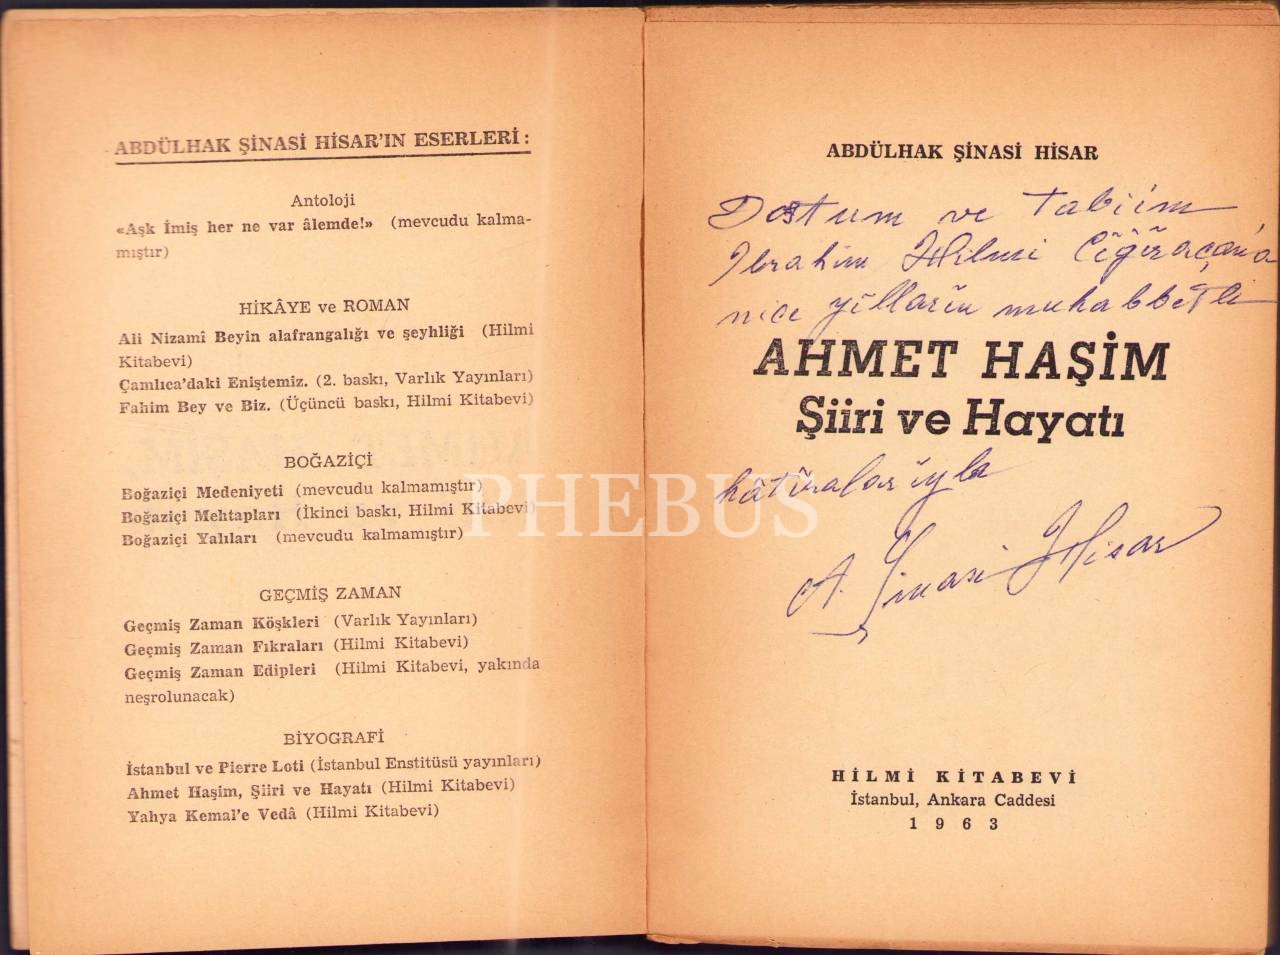 ABDÜLHAK ŞİNASİ HİSAR'IN ESERLERİ :
Antoloji
«Aşk İmiş her ne var âlemde!» (mevcudu kalma-
mıştır)
HİKÂYE ve ROMAN
Ali Nizamî Beyin alafrangalığı ve şeyhliği (Hilmi
Kitabevi)
Çamlıca'daki Eniştemiz. (2. baskı, Varlık Yayınları)
Fahim Bey ve Biz. (Üçüncü baskı, Hilmi Kitabevi)
BOĞAZİÇİ
Boğaziçi Medeniyeti (mevcudu kalmamıştır)
Boğaziçi Mehtapları (İkinci baskı, Hilmi Kitabevi)
Boğaziçi Yalıları (mevcudu kalmamıştır)
GEÇMİŞ ZAMAN
Geçmiş Zaman Köşkleri (Varlık Yayınları)
Geçmiş Zaman Fıkraları (Hilmi Kitabevi)
Geçmiş Zaman Edipleri (Hilmi Kitabevi, yakında
neşrolunacak)
BİYOGRAFİ
İstanbul ve Pierre Loti (İstanbul Enstitüsü yayınları)
Ahmet Haşim, Şiiri ve Hayatı (Hilmi Kitabevi)
Yahya Kemal'e Vedâ (Hilmi Kitabevi)
PHEBUS
ABDÜLHAK ŞİNASİ HİSAR
Dostum ve Tabiim
İbrahim Hilmi Çığıraçan'a
nice yılların muhabbetli
AHMET HAŞİM
Şiiri ve Hayatı
hâtıralarıyla
A. Şinasi Hisar
HİLMİ KİTABEVİ
İstanbul, Ankara Caddesi
1963